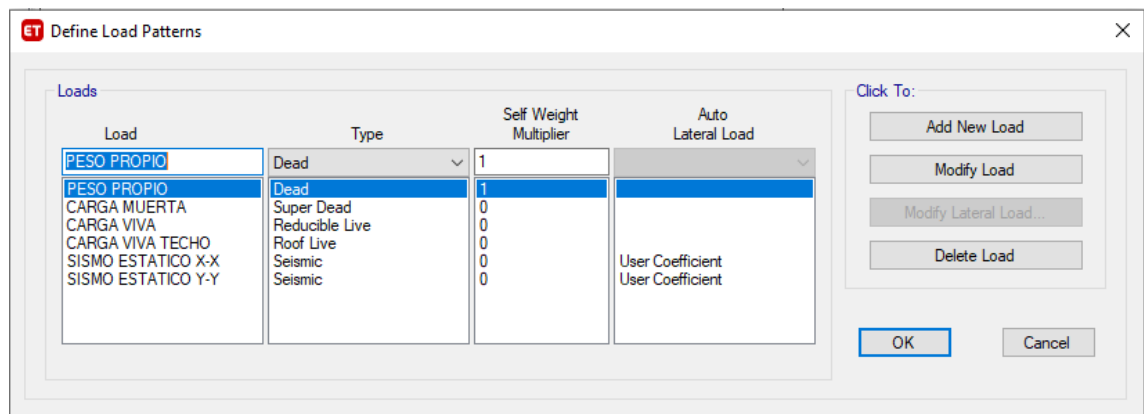 ET Define Load Patterns
Loads
Click To:
Load Type Self Weight Multiplier Auto Lateral Load
PESO PROPIO Dead 1
PESO PROPIO Dead 1
CARGA MUERTA Super Dead 0
CARGA VIVA Reducible Live 0
CARGA VIVA TECHO Roof Live 0
SISMO ESTATICO X-X Seismic 0 User Coefficient
SISMO ESTATICO Y-Y Seismic 0 User Coefficient
Add New Load
Modify Load
Modify Lateral Load...
Delete Load
OK Cancel